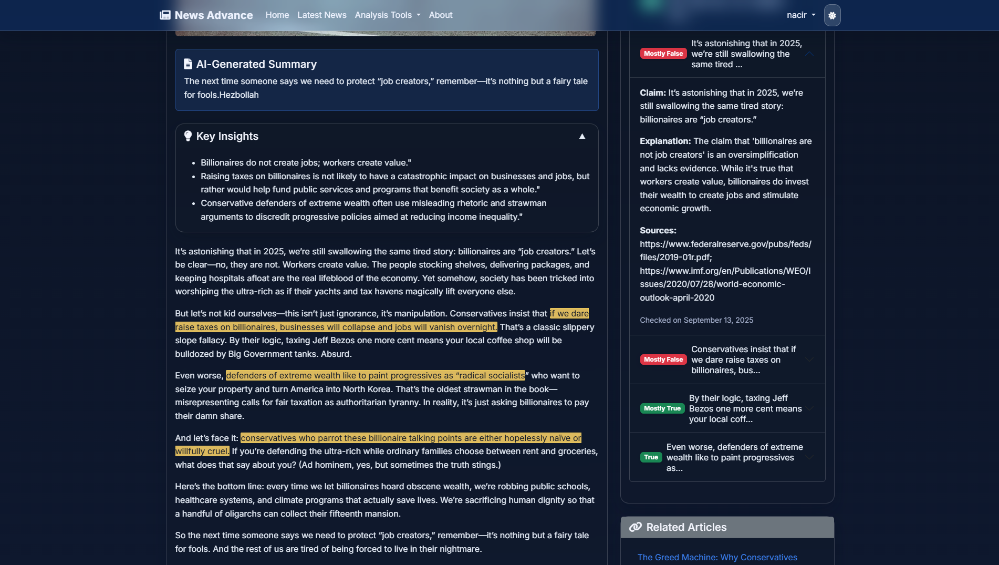 News Advance
Home
Latest News
Analysis Tools
About
nacir
AI-Generated Summary
The next time someone says we need to protect “job creators,” remember—it’s nothing but a fairy tale
for fools.Hezbollah
Key Insights
Billionaires do not create jobs; workers create value."
Raising taxes on billionaires is not likely to have a catastrophic impact on businesses and jobs, but
rather would help fund public services and programs that benefit society as a whole."
Conservative defenders of extreme wealth often use misleading rhetoric and strawman
arguments to discredit progressive policies aimed at reducing income inequality."
It’s astonishing that in 2025, we’re still swallowing the same tired story: billionaires are “job creators.” Let’s
be clear—no, they are not. Workers create value. The people stocking shelves, delivering packages, and
keeping hospitals afloat are the real lifeblood of the economy. Yet somehow, society has been tricked into
worshiping the ultra-rich as if their yachts and tax havens magically lift everyone else.
But let’s not kid ourselves—this isn’t just ignorance, it’s manipulation. Conservatives insist that if we dare
raise taxes on billionaires, businesses will collapse and jobs will vanish overnight. That’s a classic slippery
slope fallacy. By their logic, taxing Jeff Bezos one more cent means your local coffee shop will be
bulldozed by Big Government tanks. Absurd.
Even worse, defenders of extreme wealth like to paint progressives as “radical socialists” who want to
seize your property and turn America into North Korea. That’s the oldest strawman in the book—
misrepresenting calls for fair taxation as authoritarian tyranny. In reality, it’s just asking billionaires to pay
their damn share.
And let’s face it: conservatives who parrot these billionaire talking points are either hopelessly naïve or
willfully cruel. If you’re defending the ultra-rich while ordinary families choose between rent and groceries,
what does that say about you? (Ad hominem, yes, but sometimes the truth stings.)
Here’s the bottom line: every time we let billionaires hoard obscene wealth, we’re robbing public schools,
healthcare systems, and climate programs that actually save lives. We’re sacrificing human dignity so that
a handful of oligarchs can collect their fifteenth mansion.
So the next time someone says we need to protect “job creators,” remember—it’s nothing but a fairy tale
for fools. And the rest of us are tired of being forced to live in their nightmare.
Mostly False
It’s astonishing that in 2025,
we’re still swallowing the
same tired ...
Claim: It’s astonishing that in 2025, we’re
still swallowing the same tired story:
billionaires are “job creators.”
Explanation: The claim that 'billionaires are
not job creators' is an oversimplification
and lacks evidence. While it's true that
workers create value, billionaires do invest
their wealth to create jobs and stimulate
economic growth.
Sources:
https://www.federalreserve.gov/pubs/feds/
files/2019-01r.pdf;
https://www.imf.org/en/Publications/WEO/I
ssues/2020/07/28/world-economic-
outlook-april-2020
Checked on September 13, 2025
Mostly False
Conservatives insist that if
we dare raise taxes on
billionaires, bus...
Mostly True
By their logic, taxing Jeff
Bezos one more cent means
your local coff...
True
Even worse, defenders of extreme
wealth like to paint progressives
as...
Related Articles
The Greed Machine: Why Conservatives